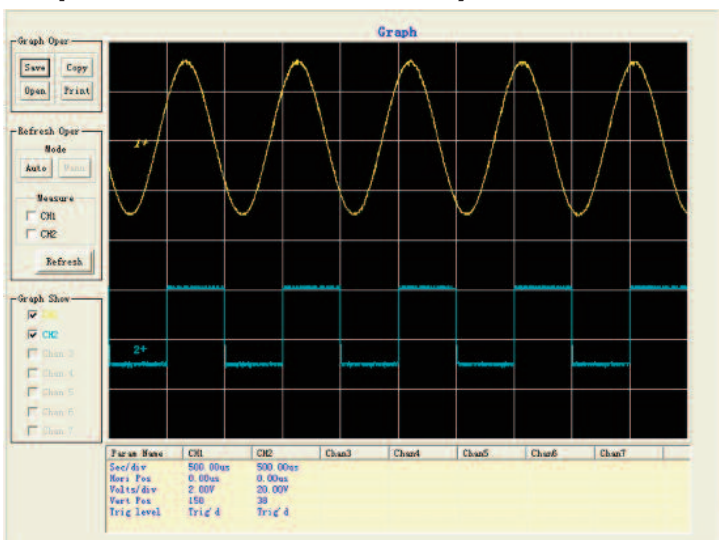 Graph
Graph Oper
Save Copy
Open Print
Refresh Oper
Mode
Auto
Measure
CH1
CH2
Refresh
Graph Show
CH1
CH2
Chan 3
Chan 4
Chan 5
Chan 6
Chan 7
1+
2+
Param Name CH1 CH2 Chan3 Chan4 Chan5 Chan6 Chan7
Sec/div 500.00us 500.00us
Hori Pos 0.00us 0.00us
Volts/div 2.00V 20.00V
Vert Pos 150 38
Trig level Trig'd Trig'd